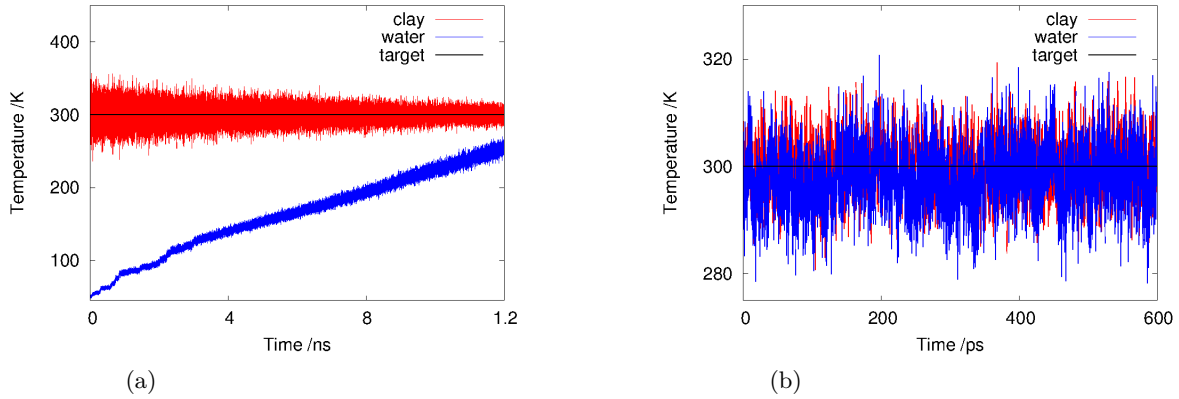 clay
water
target
Temperature /K
400
300
200
100
0
4
8
1.2
Time /ns
(a)
clay
water
target
Temperature /K
320
300
280
0
200
400
600
Time /ps
(b)